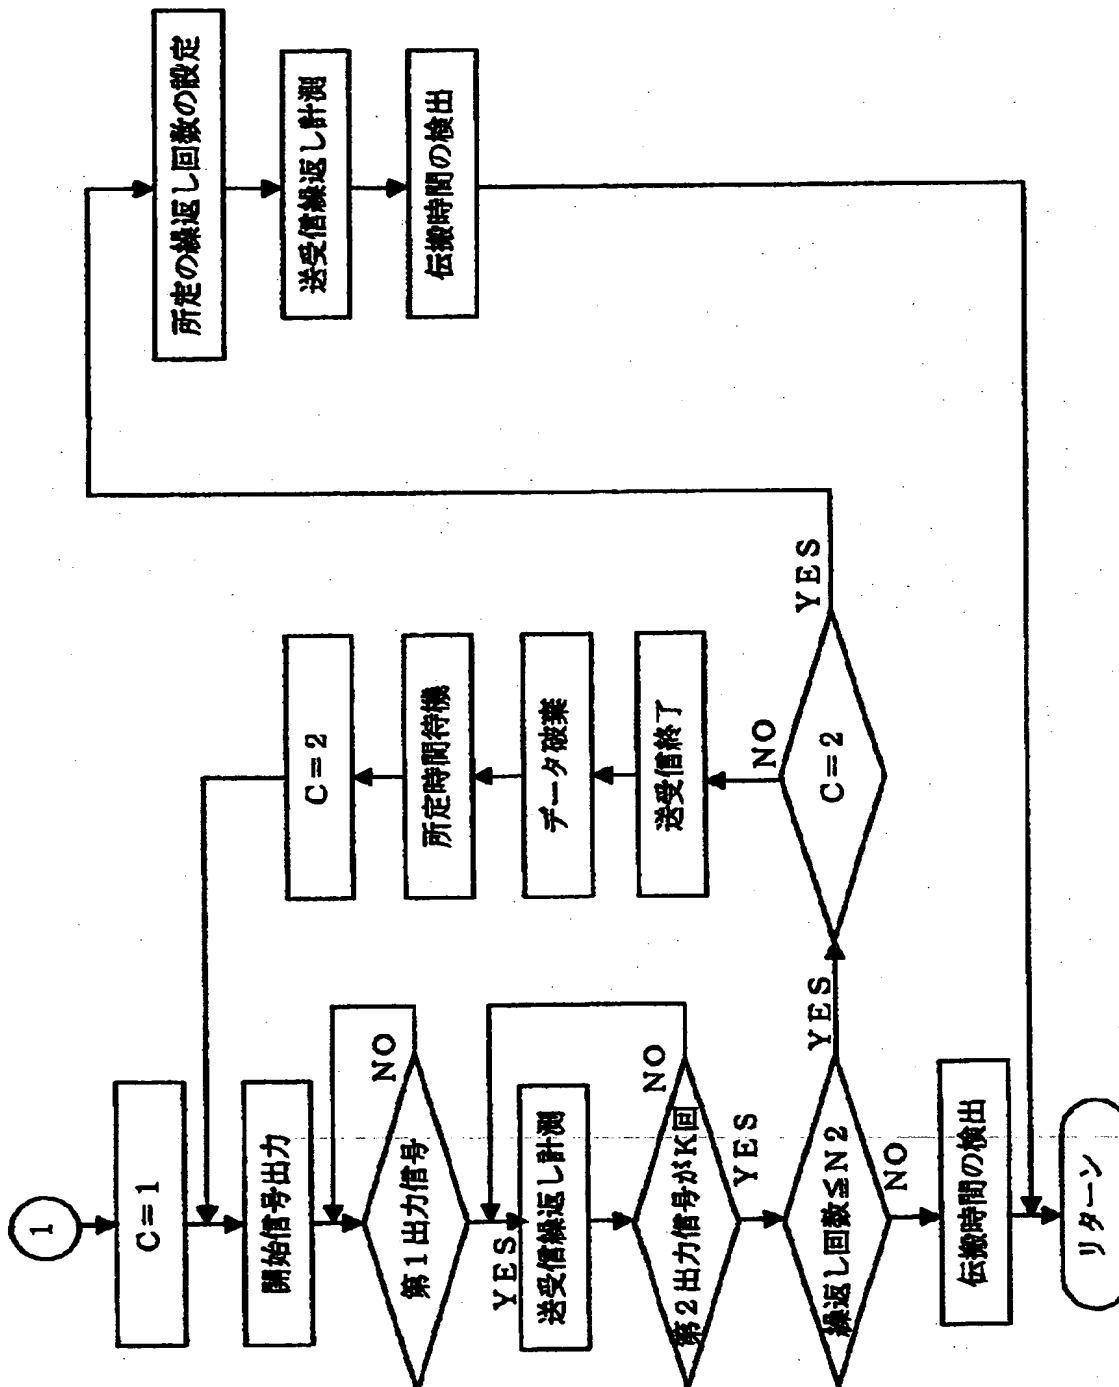 1
C=1
開始信号出力
第1出力信号
NO
YES
送受信繰返し計測
第2出力信号がK回
NO
YES
繰返し回数≦N2
YES
NO
伝搬時間の検出
リターン
C=2
NO
YES
送受信終了
データ破棄
所定時間待機
C=2
所定の繰返し回数の設定
送受信繰返し計測
伝搬時間の検出